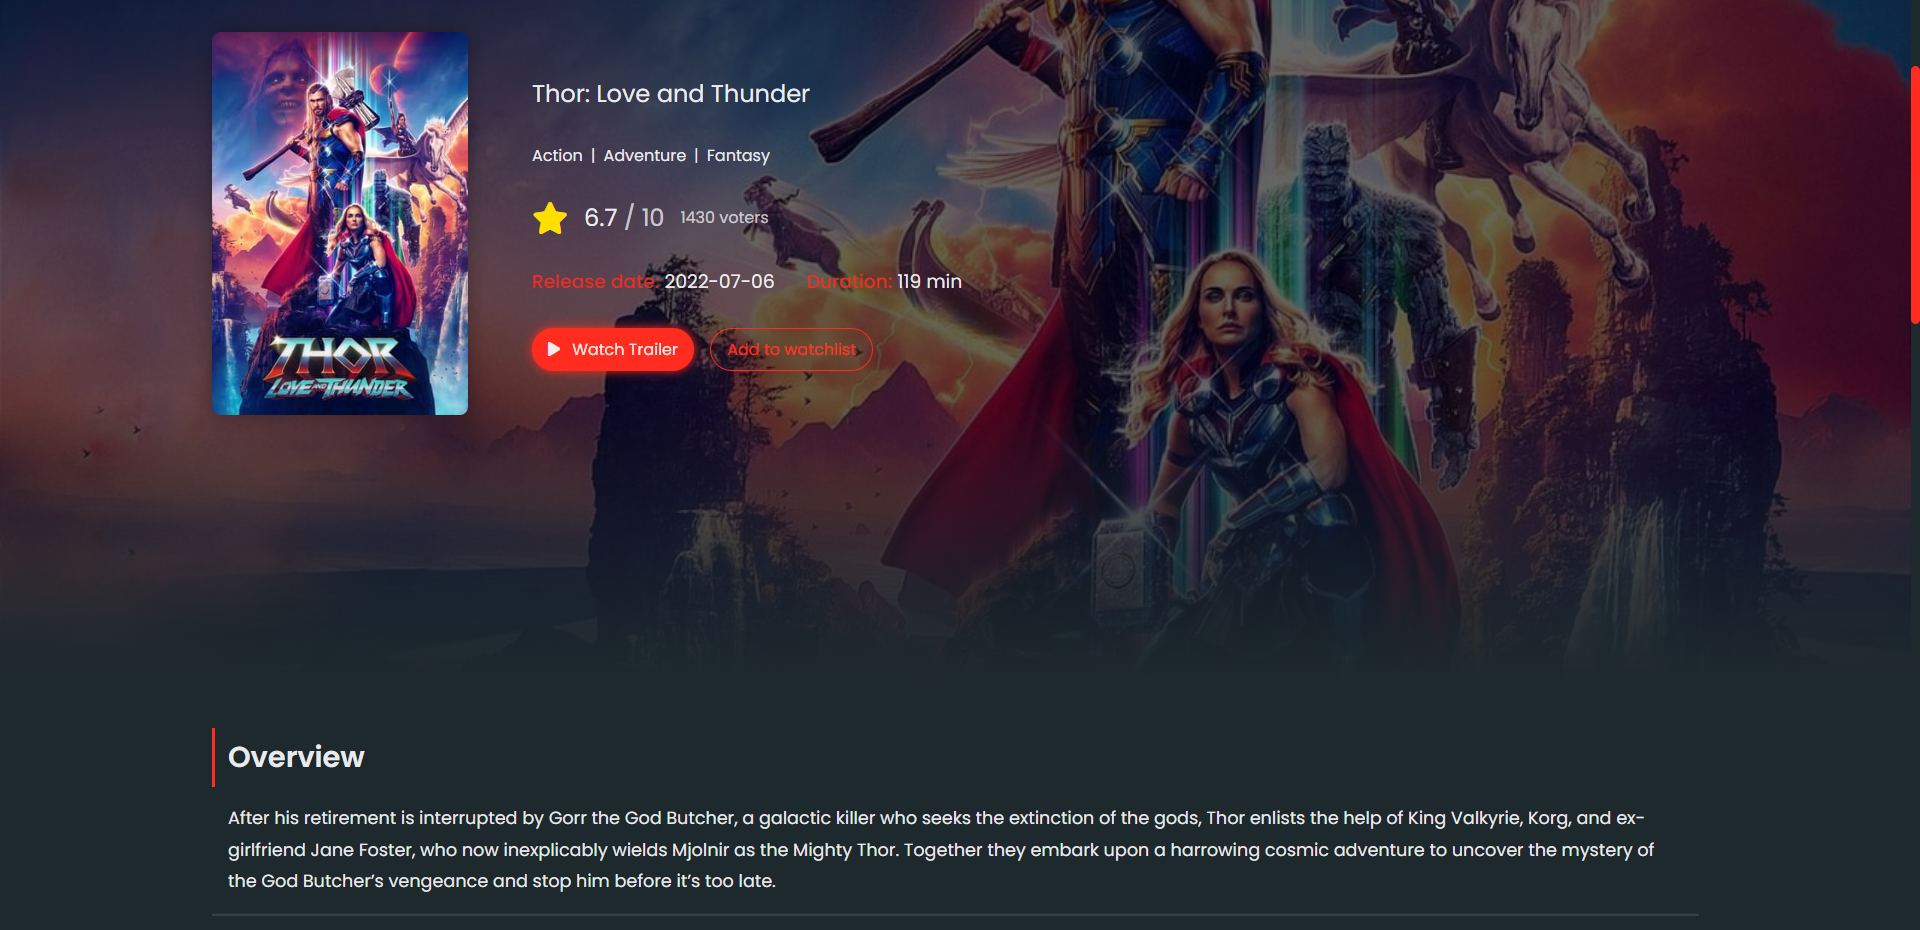 Thor: Love and Thunder
Action | Adventure | Fantasy
6.7 / 10 1430 voters
Release date: 2022-07-06 Duration: 119 min
Watch Trailer Add to watchlist
THOR
LOVE AND THUNDER
Overview
After his retirement is interrupted by Gorr the God Butcher, a galactic killer who seeks the extinction of the gods, Thor enlists the help of King Valkyrie, Korg, and ex-
girlfriend Jane Foster, who now inexplicably wields Mjolnir as the Mighty Thor. Together they embark upon a harrowing cosmic adventure to uncover the mystery of
the God Butcher’s vengeance and stop him before it’s too late.